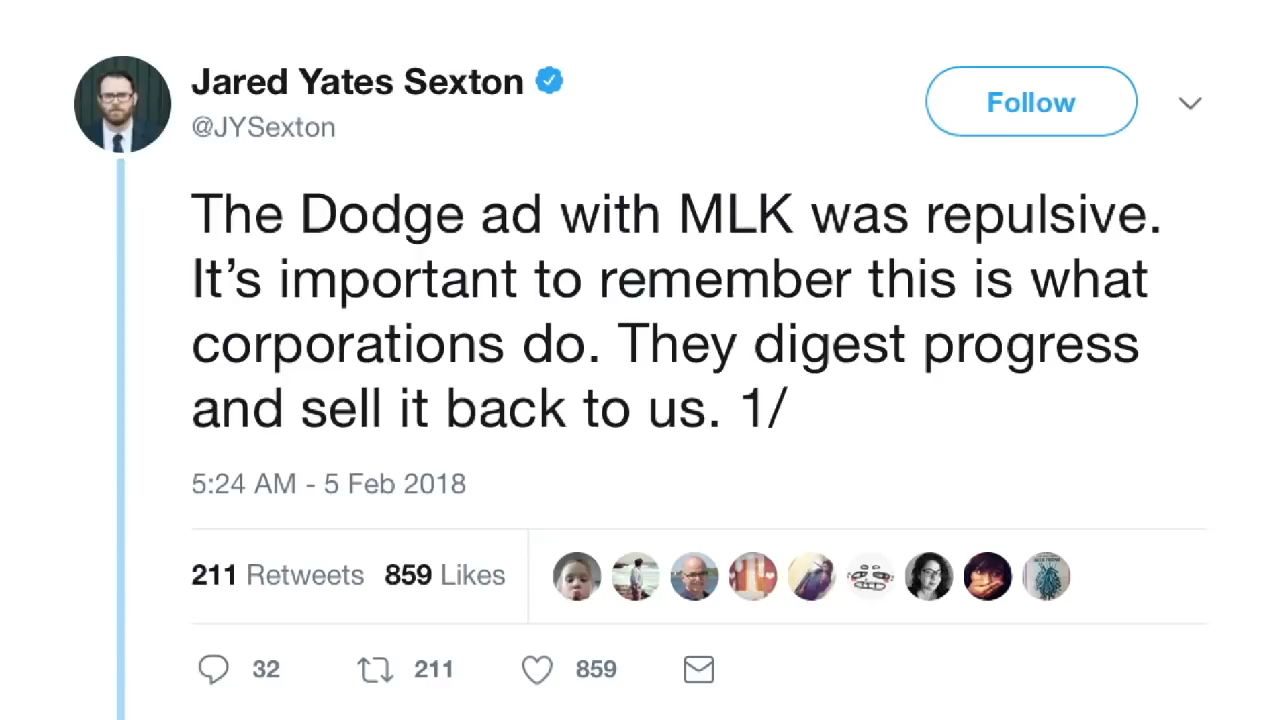 Jared Yates Sexton
@JYSexton
Follow
The Dodge ad with MLK was repulsive.
It’s important to remember this is what
corporations do. They digest progress
and sell it back to us. 1/
5:24 AM - 5 Feb 2018
211 Retweets 859 Likes
32 211 859